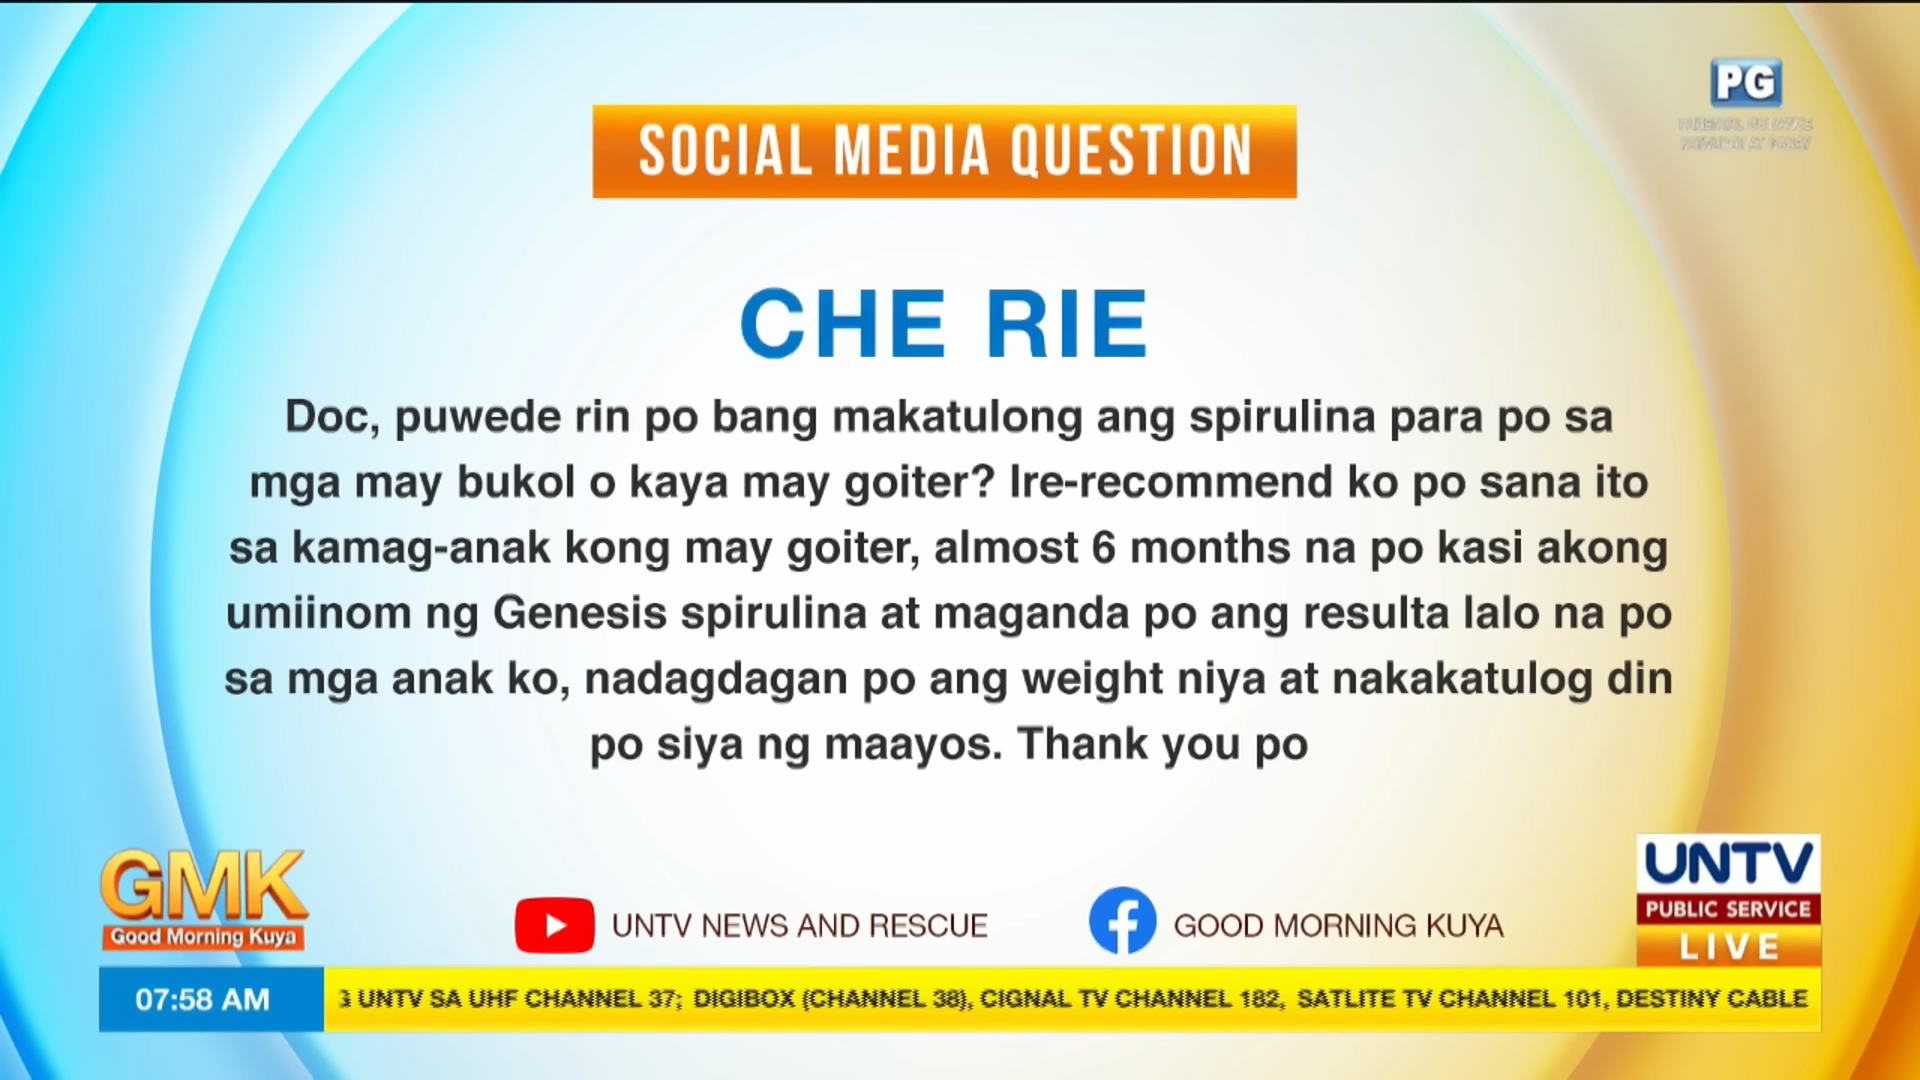 PG
SOCIAL MEDIA QUESTION
CHE RIE
Doc, puwede rin po bang makatulong ang spirulina para po sa
mga may bukol o kaya may goiter? Ire-recommend ko po sana ito
sa kamag-anak kong may goiter, almost 6 months na po kasi akong
umiinom ng Genesis spirulina at maganda po ang resulta lalo na po
sa mga anak ko, nadagdagan po ang weight niya at nakakatulog din
po siya ng maayos. Thank you po
GMK
Good Morning Kuya
UNTV NEWS AND RESCUE
GOOD MORNING KUYA
UNTV
PUBLIC SERVICE
LIVE
07:58 AM
UNTV SA UHF CHANNEL 37; DIGIBOX (CHANNEL 38), CIGNAL TV CHANNEL 182, SATLITE TV CHANNEL 101, DESTINY CABLE